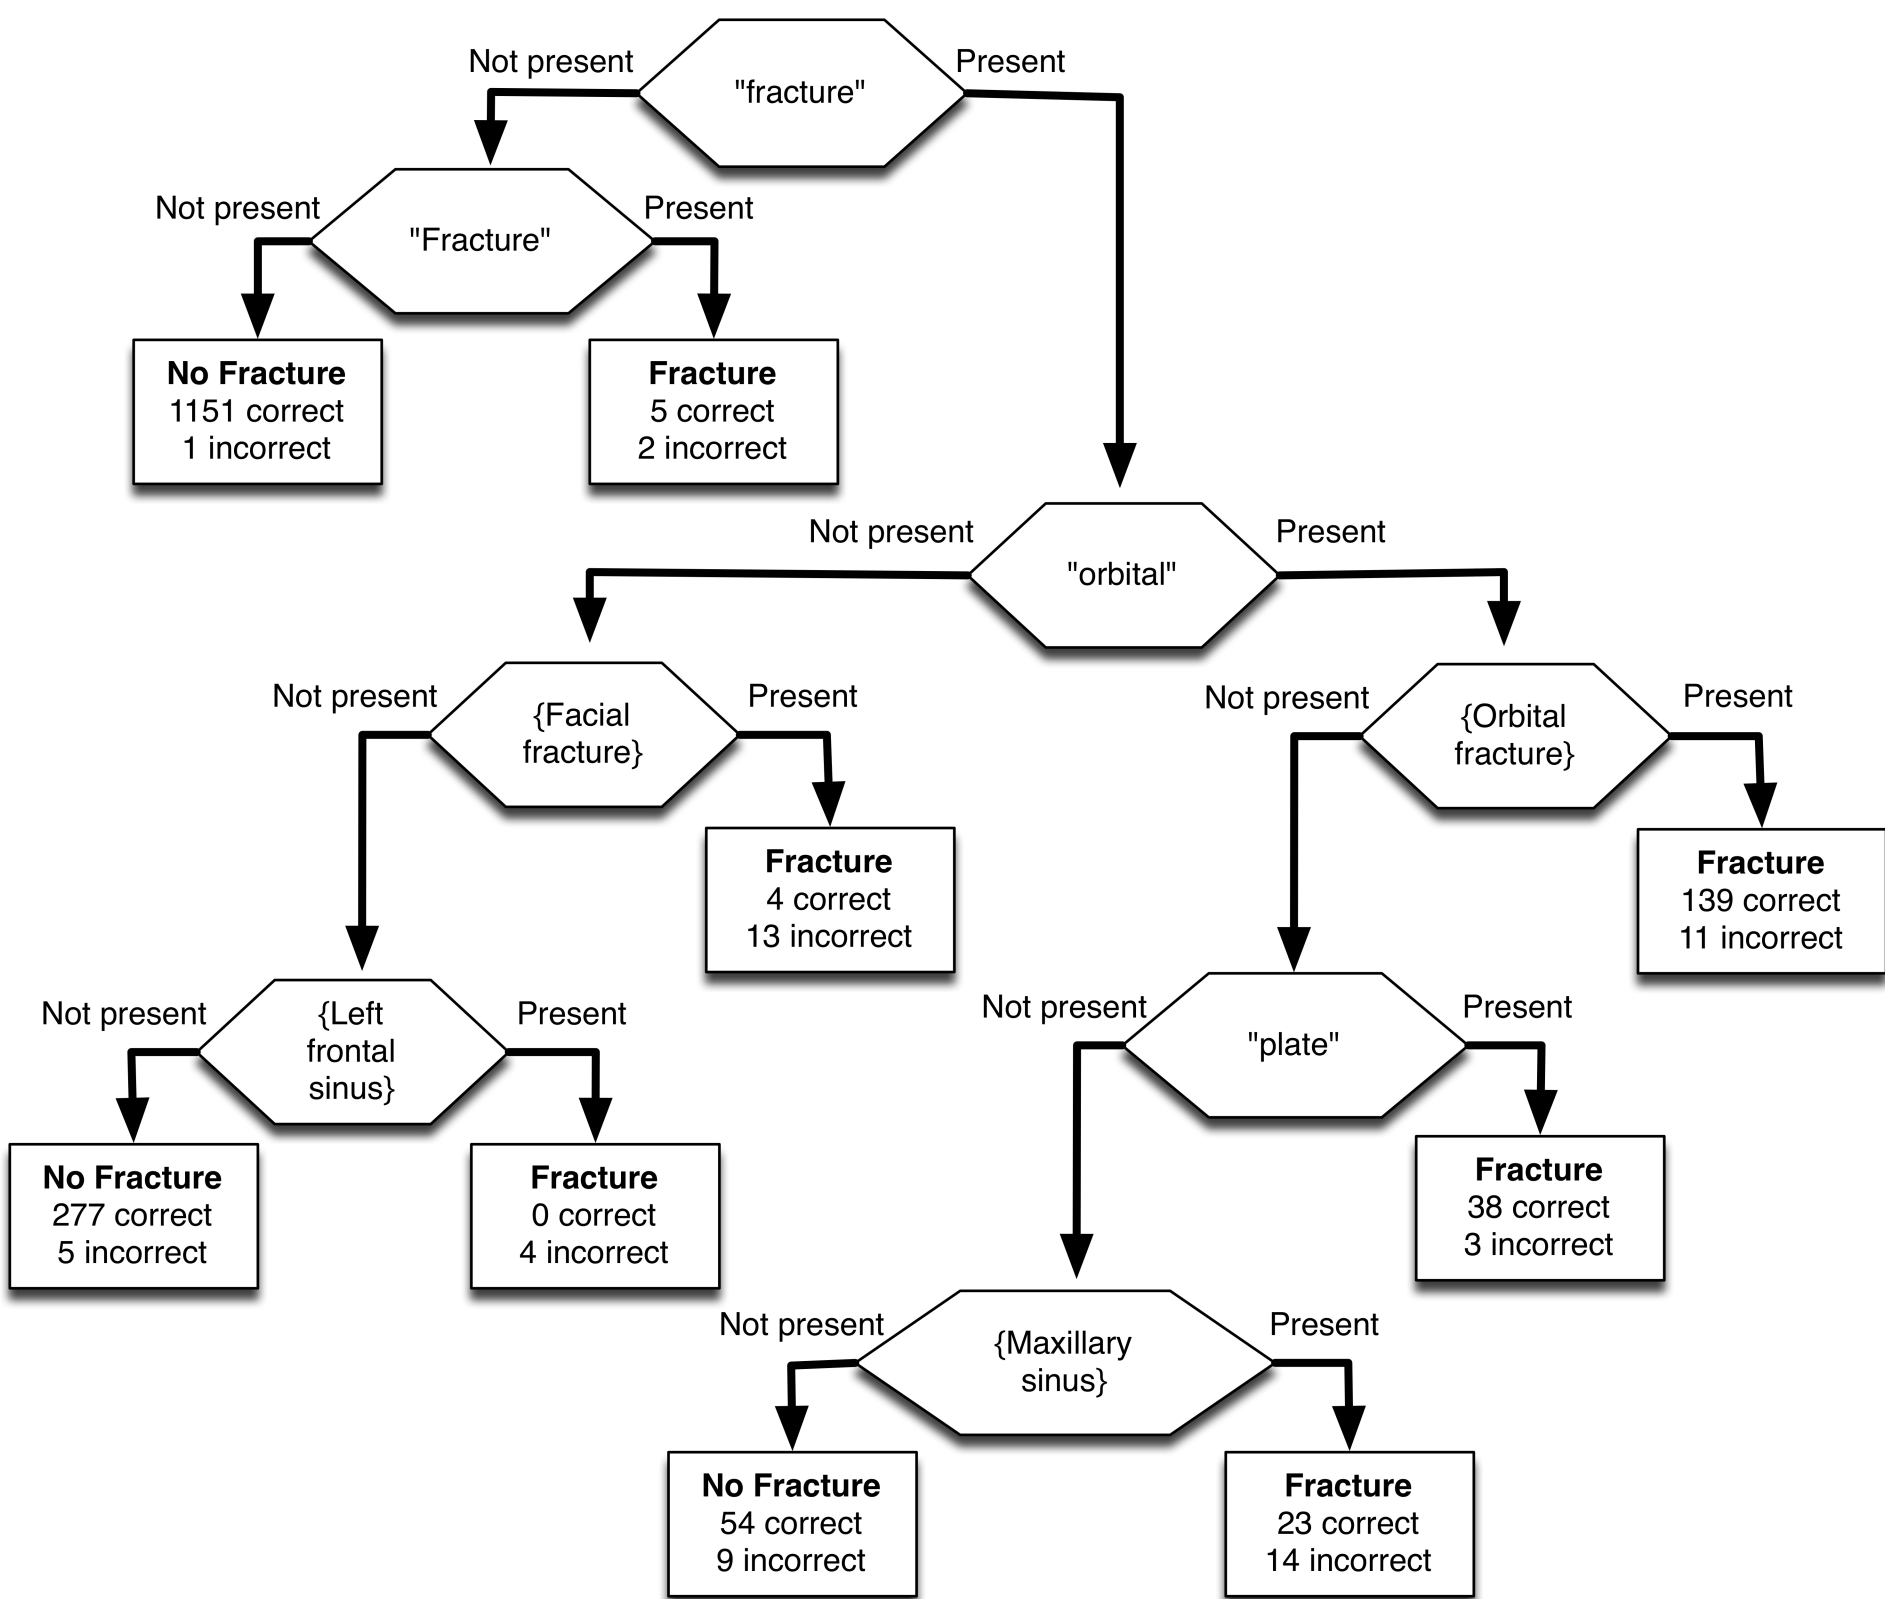 Not present
Present
"fracture"
Not present
Present
"Fracture"
No Fracture
1151 correct
1 incorrect
Fracture
5 correct
2 incorrect
Not present
Present
"orbital"
Not present
Present
{Facial
fracture}
Not present
Present
{Orbital
fracture}
Fracture
4 correct
13 incorrect
Fracture
139 correct
11 incorrect
Not present
Present
{Left
frontal
sinus}
Not present
Present
"plate"
No Fracture
277 correct
5 incorrect
Fracture
0 correct
4 incorrect
Fracture
38 correct
3 incorrect
Not present
Present
{Maxillary
sinus}
No Fracture
54 correct
9 incorrect
Fracture
23 correct
14 incorrect